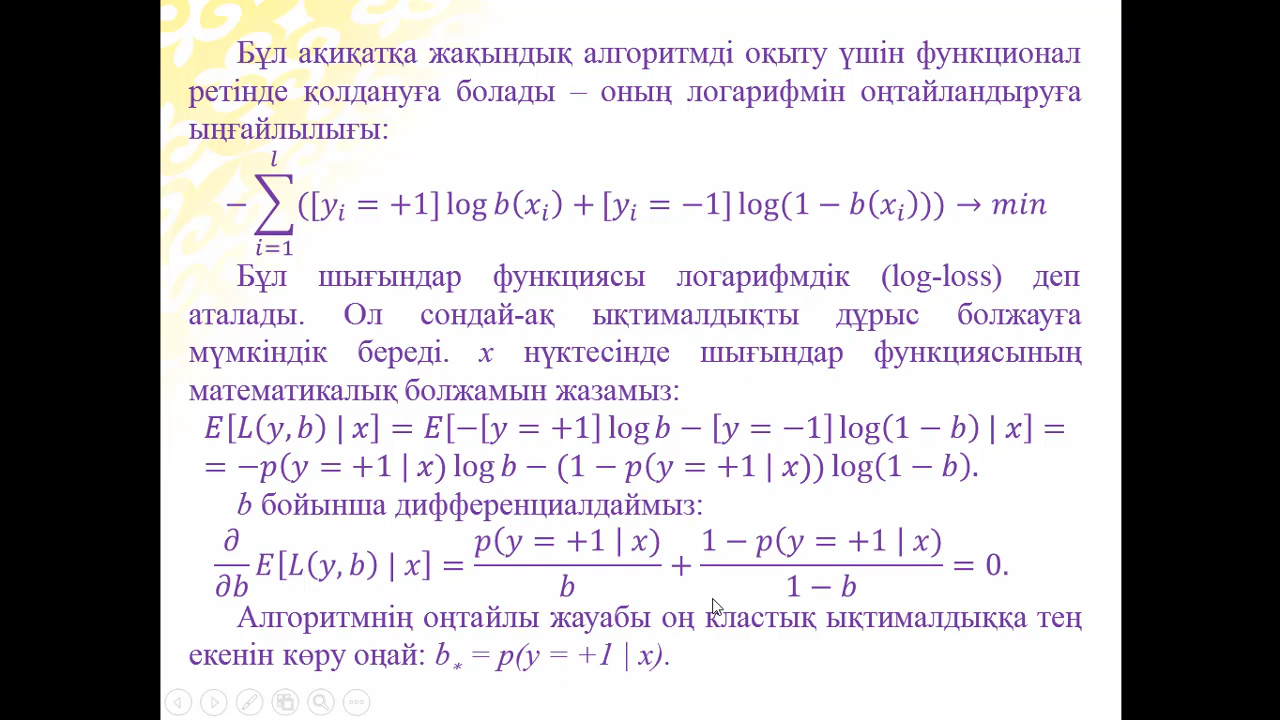 Бұл ақиқатқа жақындық алгоритмді оқыту үшін функционал
ретінде қолдануға болады – оның логарифмін оңтайландыруға
ыңғайлылығы:
−∑_{i=1}^{l}([y_i = +1] log b(x_i) + [y_i = −1] log(1 − b(x_i))) → min
Бұл шығындар функциясы логарифмдік (log-loss) деп
аталады. Ол сондай-ақ ықтималдықты дұрыс болжауға
мүмкіндік береді. x нүктесінде шығындар функциясының
математикалық болжамын жазамыз:
E[L(y, b) | x] = E[−[y = +1] log b − [y = −1] log(1 − b) | x] =
= −p(y = +1 | x) log b − (1 − p(y = +1 | x)) log(1 − b).
b бойынша дифференциалдаймыз:
∂/∂b E[L(y, b) | x] = p(y = +1 | x)/b + (1 − p(y = +1 | x))/(1 − b) = 0.
Алгоритмнің оңтайлы жауабы оң кластық ықтималдыққа тең
екенін көру оңай: b_* = p(y = +1 | x).